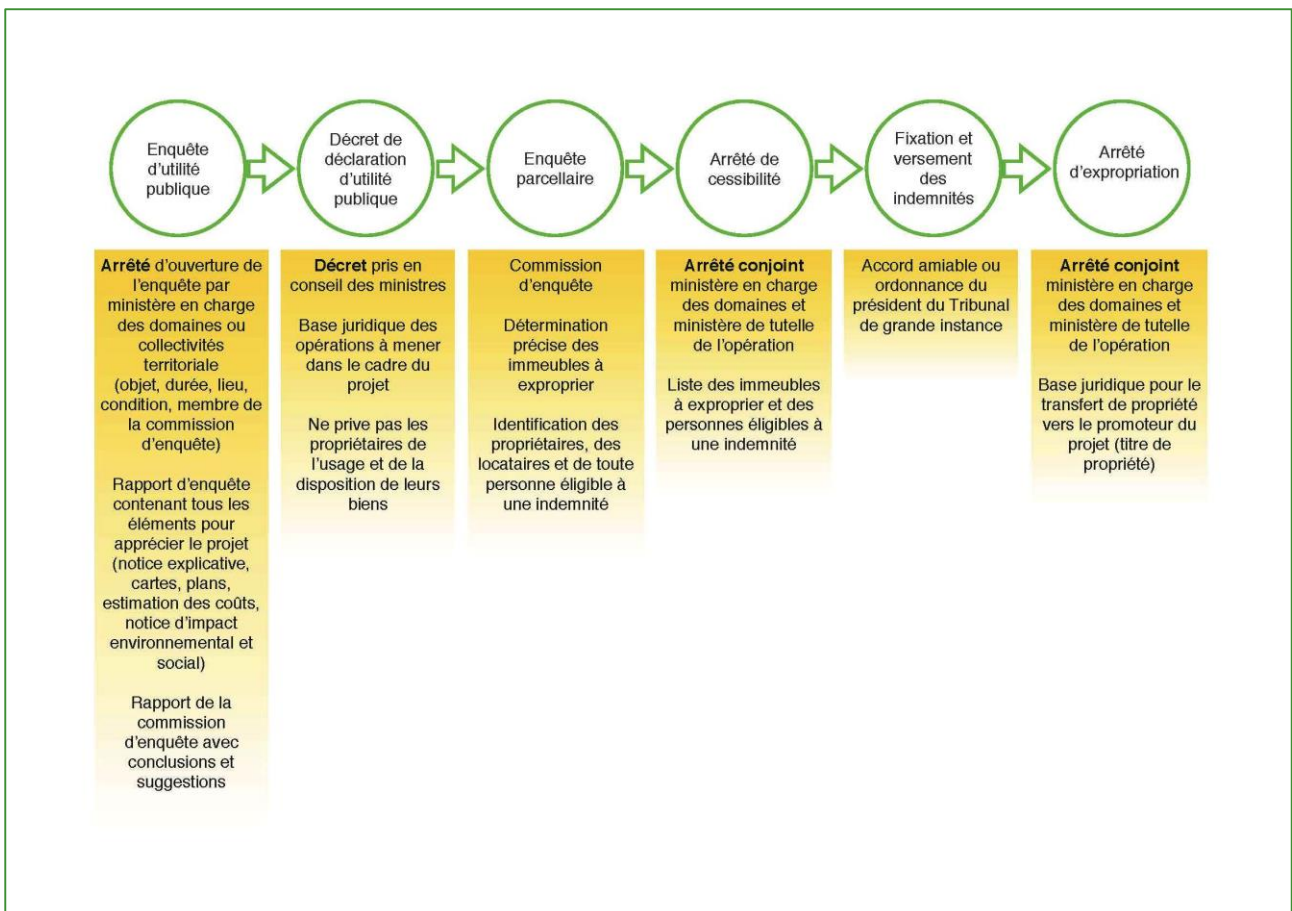 Enquête
d'utilité
publique
Décret de
déclaration
d'utilité
publique
Enquête
parcellaire
Arrêté de
cessibilité
Fixation et
versement
des
indemnités
Arrêté
d'expropriation
Arrêté d'ouverture de
l'enquête par
ministère en charge
des domaines ou
collectivités
territoriale
(objet, durée, lieu,
condition, membre de
la commission
d'enquête)
Rapport d'enquête
contenant tous les
éléments pour
apprécier le projet
(notice explicative,
cartes, plans,
estimation des coûts,
notice d'impact
environnemental et
social)
Rapport de la
commission
d'enquête avec
conclusions et
suggestions
Décret pris en
conseil des ministres
Base juridique des
opérations à mener
dans le cadre du
projet
Ne prive pas les
propriétaires de
l'usage et de la
disposition de leurs
biens
Commission
d'enquête
Détermination
précise des
immeubles à
exproprier
Identification des
propriétaires, des
locataires et de toute
personne éligible à
une indemnité
Arrêté conjoint
ministère en charge
des domaines et
ministère de tutelle
de l'opération
Liste des immeubles
à exproprier et des
personnes éligibles à
une indemnité
Accord amiable ou
ordonnance du
président du Tribunal
de grande instance
Arrêté conjoint
ministère en charge
des domaines et
ministère de tutelle
de l'opération
Base juridique pour le
transfert de propriété
vers le promoteur du
projet (titre de
propriété)